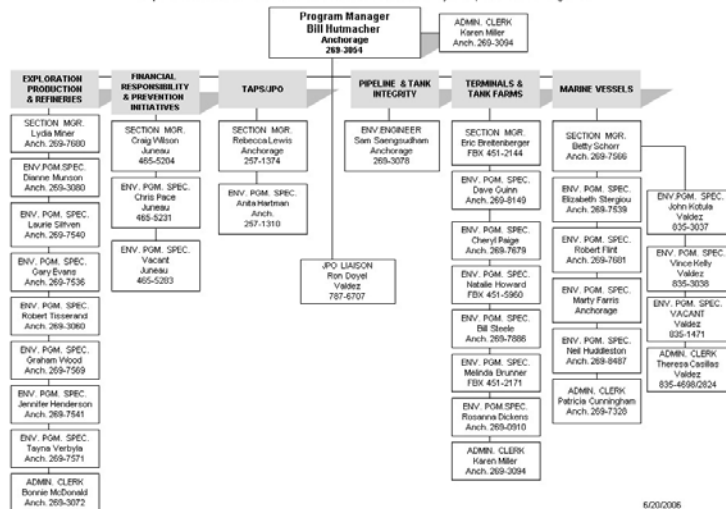 Program Manager
Bill Hutmacher
Anchorage
269-3054
ADMIN. CLERK
Karen Miller
Anch. 269-3094
EXPLORATION
PRODUCTION
& REFINERIES
SECTION MGR.
Lydia Miner
Anch. 269-7680
ENV.PGM.SPEC.
Dianne Munson
Anch. 269-3080
ENV. PGM. SPEC.
Laurie Silfven
Anch. 269-7540
ENV. PGM. SPEC.
Gary Evans
Anch. 269-7536
ENV. PGM. SPEC.
Robert Tisserand
Anch. 269-3060
ENV. PGM. SPEC.
Graham Wood
Anch. 269-7569
ENV. PGM. SPEC.
Jennifer Henderson
Anch. 269-7541
ENV. PGM. SPEC.
Tayna Verbyla
Anch. 269-7571
ADMIN. CLERK
Bonnie McDonald
Anch. 269-3072
FINANCIAL
RESPONSIBILITY
& PREVENTION
INITIATIVES
SECTION MGR.
Craig Wilson
Juneau
465-5204
ENV. PGM. SPEC.
Chris Pace
Juneau
465-5231
ENV. PGM. SPEC.
Vacant
Juneau
465-5283
TAPS/JPO
SECTION MGR.
Rebecca Lewis
Anchorage
257-1374
ENV. PGM. SPEC.
Anita Hartman
Anch.
257-1310
JPO LIAISON
Ron Doyel
Valdez
787-6707
PIPELINE & TANK
INTEGRITY
ENV.ENGINEER
Sam Saengsudham
Anchorage
269-3078
TERMINALS &
TANK FARMS
SECTION MGR.
Eric Breitenberger
FBX 451-2144
ENV. PGM. SPEC.
Dave Guinn
Anch. 269-8149
ENV. PGM. SPEC.
Cheryl Paige
Anch. 269-7679
ENV. PGM. SPEC.
Natalie Howard
FBX 451-5960
ENV. PGM. SPEC.
Bill Steele
Anch. 269-7886
ENV. PGM. SPEC.
Melinda Brunner
FBX 451-2171
ENV. PGM.SPEC.
Rosanna Dickens
Anch. 269-0910
ADMIN. CLERK
Karen Miller
Anch. 269-3094
MARINE VESSELS
SECTION MGR.
Betty Schorr
Anch. 269-7566
ENV. PGM. SPEC.
Elizabeth Stergiou
Anch. 269-7539
ENV. PGM. SPEC.
Robert Flint
Anch. 269-7681
ENV. PGM. SPEC.
Marty Farris
Anchorage
ENV. PGM. SPEC.
Neil Huddleston
Anch. 269-8487
ADMIN. CLERK
Patricia Cunningham
Anch. 269-7328
ENV.PGM. SPEC.
John Kotula
Valdez
835-3037
ENV. PGM. SPEC.
Vince Kelly
Valdez
835-3038
ENV. PGM. SPEC.
VACANT
Valdez
835-1471
ADMIN. CLERK
Theresa Casillas
Valdez
835-4698/2824
6/20/2006